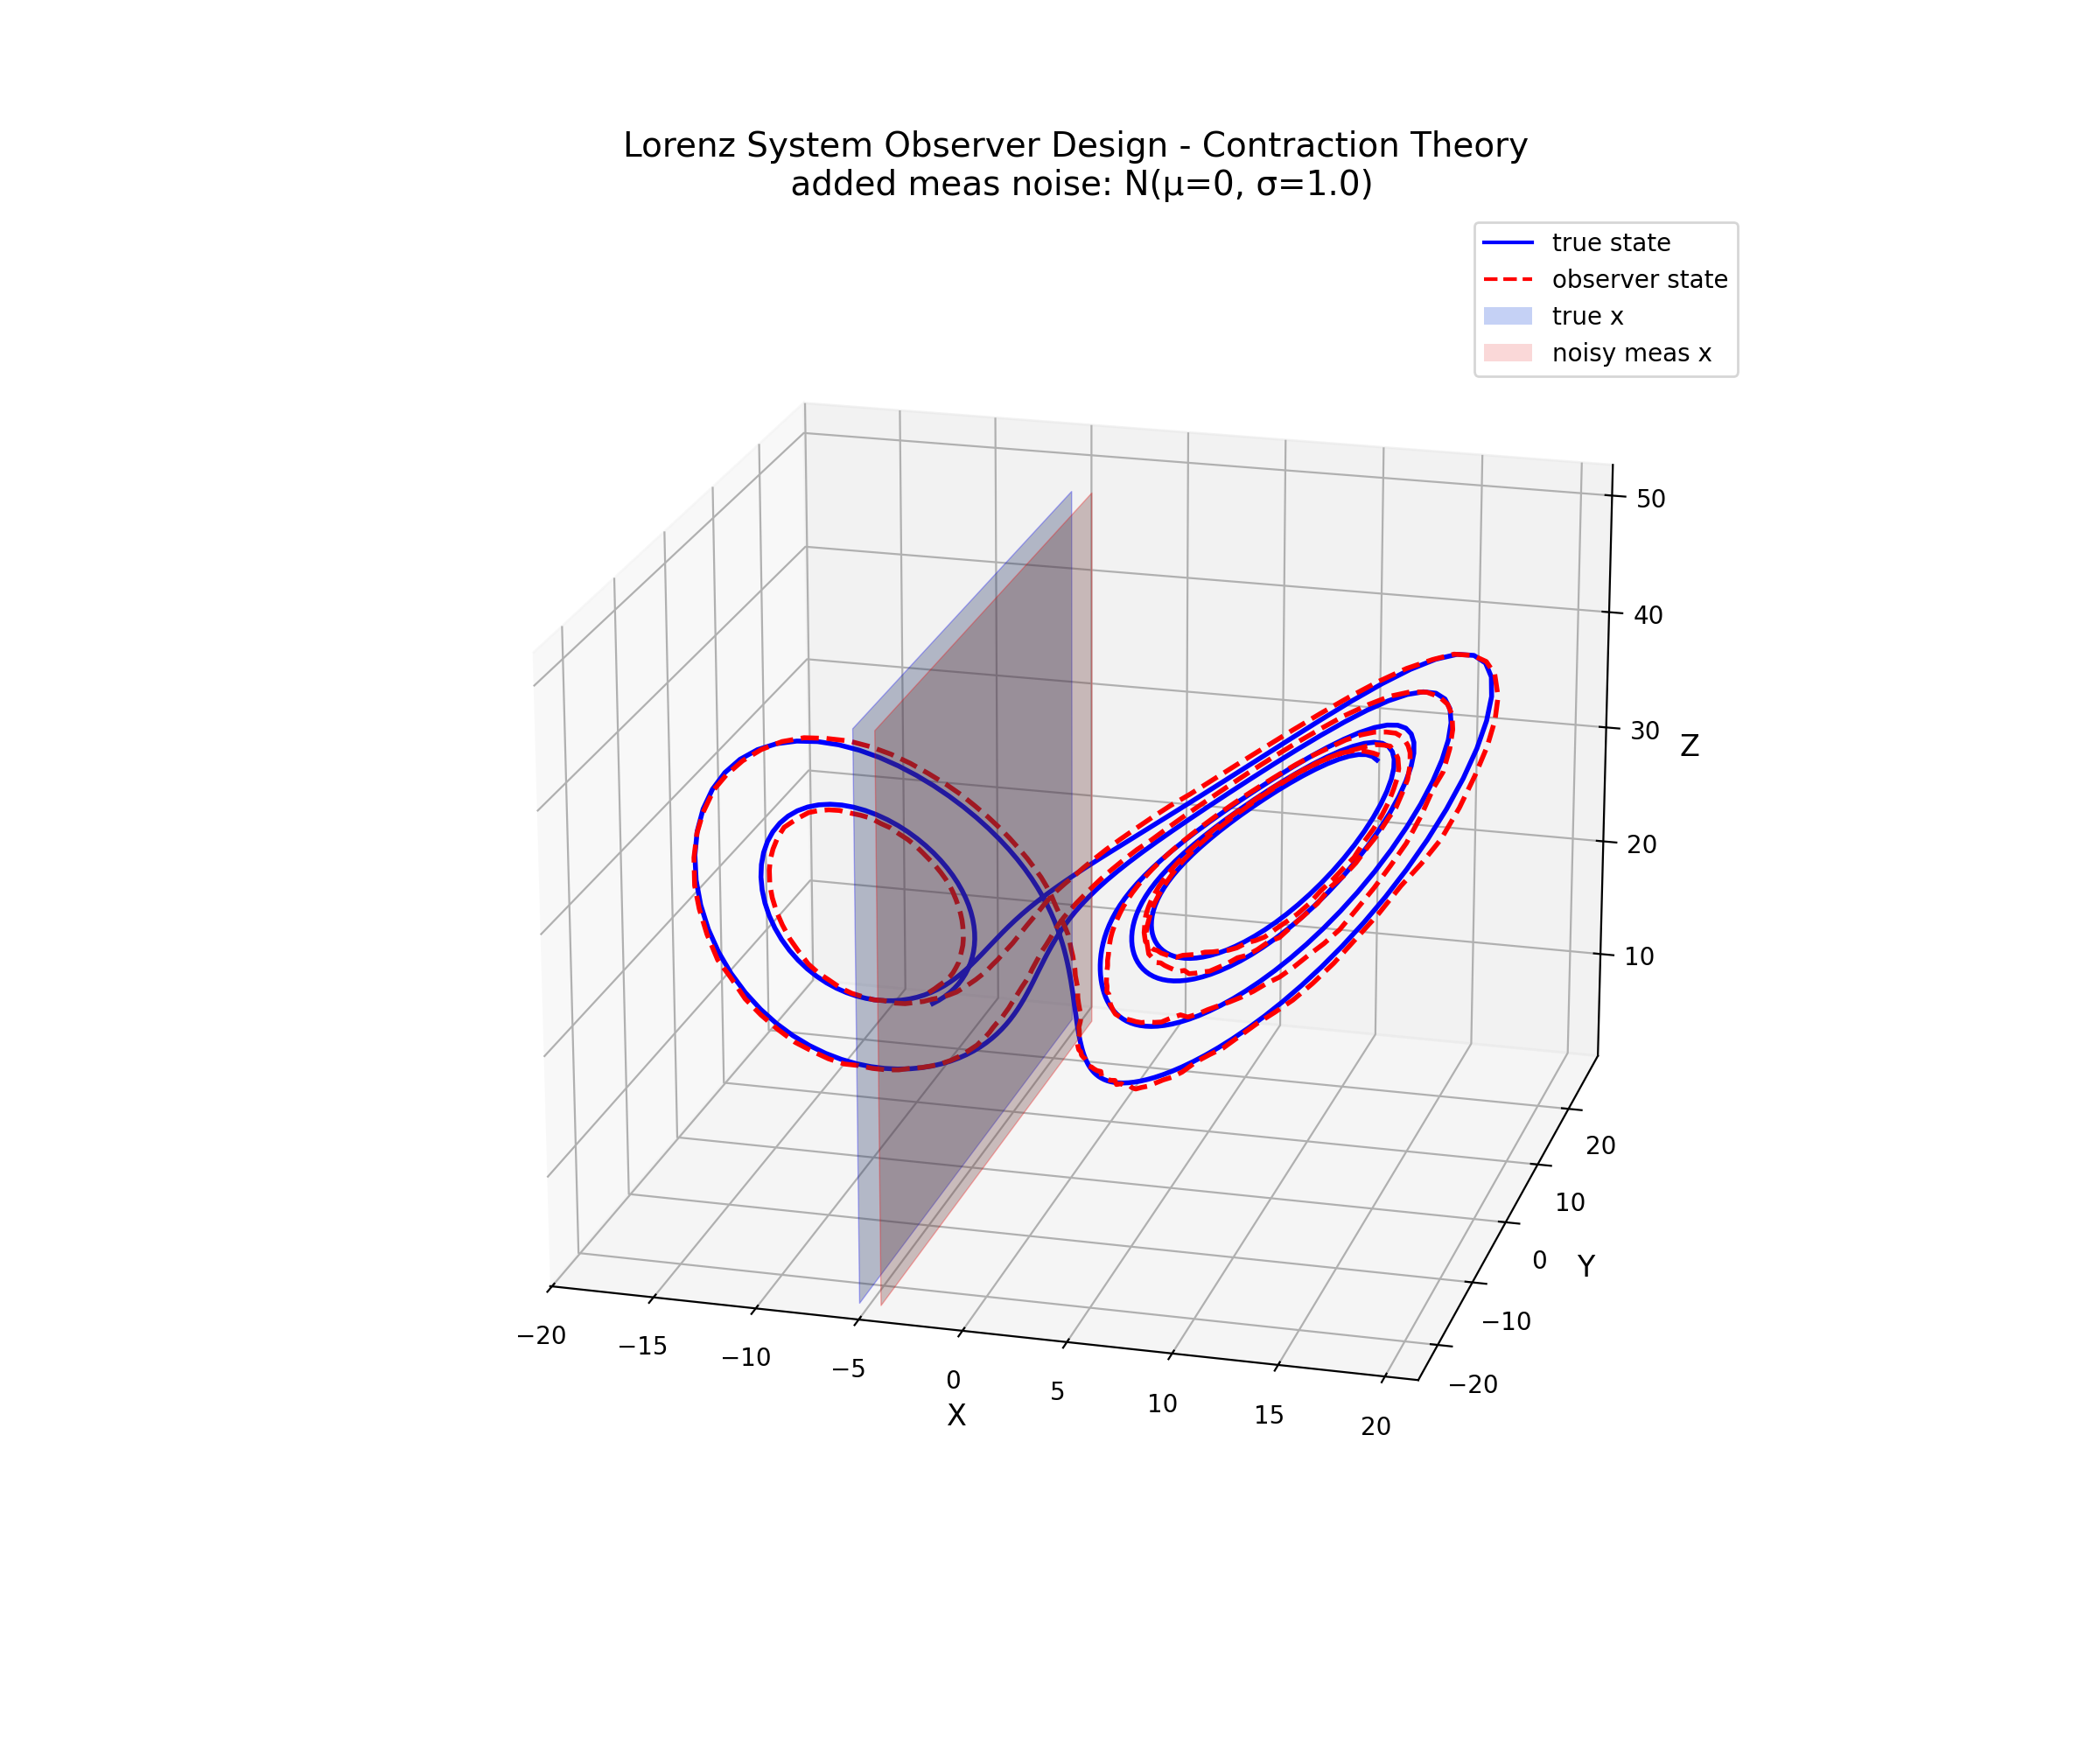 Lorenz System Observer Design - Contraction Theory
added meas noise: N(μ=0, σ=1.0)
true state
observer state
true x
noisy meas x
50
40
30
20
10
Z
20
10
0
−10
−20
Y
−20
−15
−10
−5
0
5
10
15
20
X